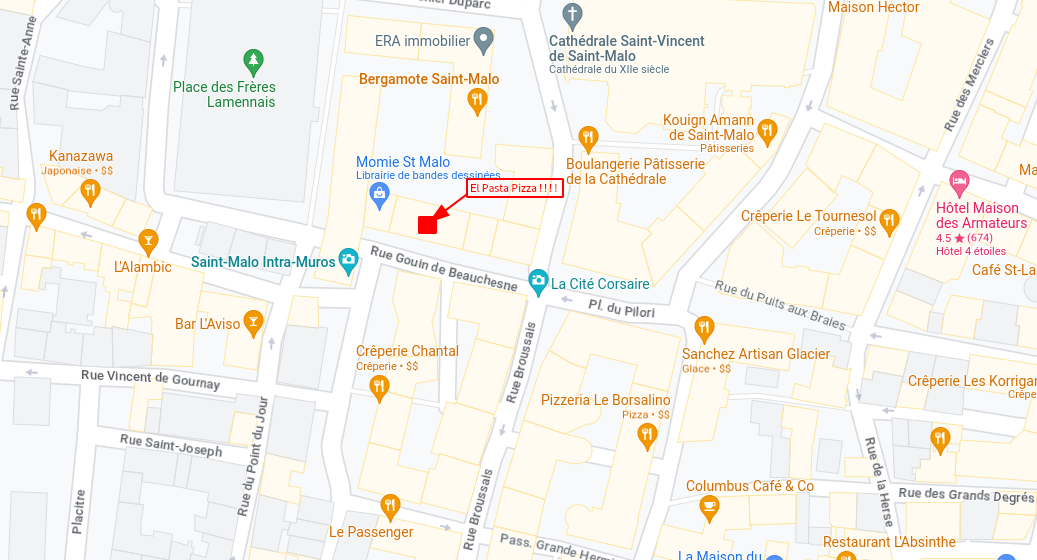 Duparc
Maison Hector
Rue Sainte-Anne
ERA immobilier
Cathédrale Saint-Vincent
de Saint-Malo
Cathédrale du XIIe siècle
Rue des Merciers
Bergamote Saint-Malo
Place des Frères
Lamennais
Kouign Amann
de Saint-Malo
Pâtisseries
Kanazawa
Japonaise • $$
Momie St Malo
Librairie de bandes dessinées
Boulangerie Pâtisserie
de la Cathédrale
Ma
El Pasta Pizza ! ! ! !
Hôtel Maison
des Armateurs
4.5 ★ (674)
Hôtel 4 étoiles
Crêperie Le Tournesol
Crêperie • $$
L'Alambic
Saint-Malo Intra-Muros
Rue Gouin de Beauchesne
La Cité Corsaire
Café St-La
Rue du Puits aux Braies
Pl. du Pilori
Bar L'Aviso
Crêperie Chantal
Crêperie • $$
Rue Broussais
Sanchez Artisan Glacier
Glace • $$
Rue Vincent de Gournay
Crêperie Les Korrigan
Crêpe
Pizzeria Le Borsalino
Pizza • $$
Rue Saint-Joseph
Rue du Point du Jour
Rue de la Herse
Placitre
Rue Broussais
Columbus Café & Co
Rue des Grands Degrés
Le Passenger
Pass. Grande Hermi
Restaurant L'Absinthe
La Maison du